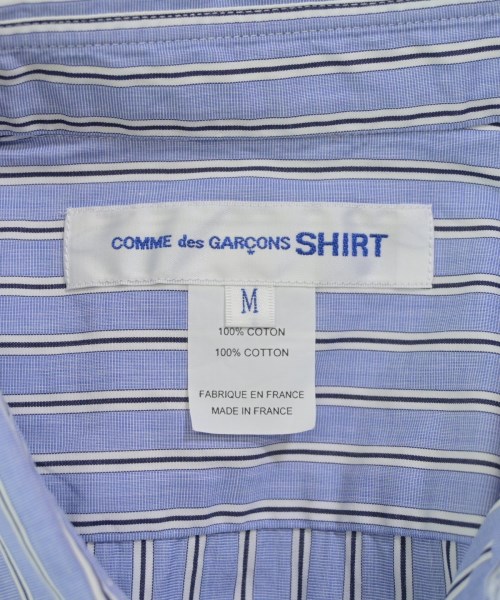 COMME des GARÇONS SHIRT
M
100% COTON
100% COTTON
FABRIQUE EN FRANCE
MADE IN FRANCE